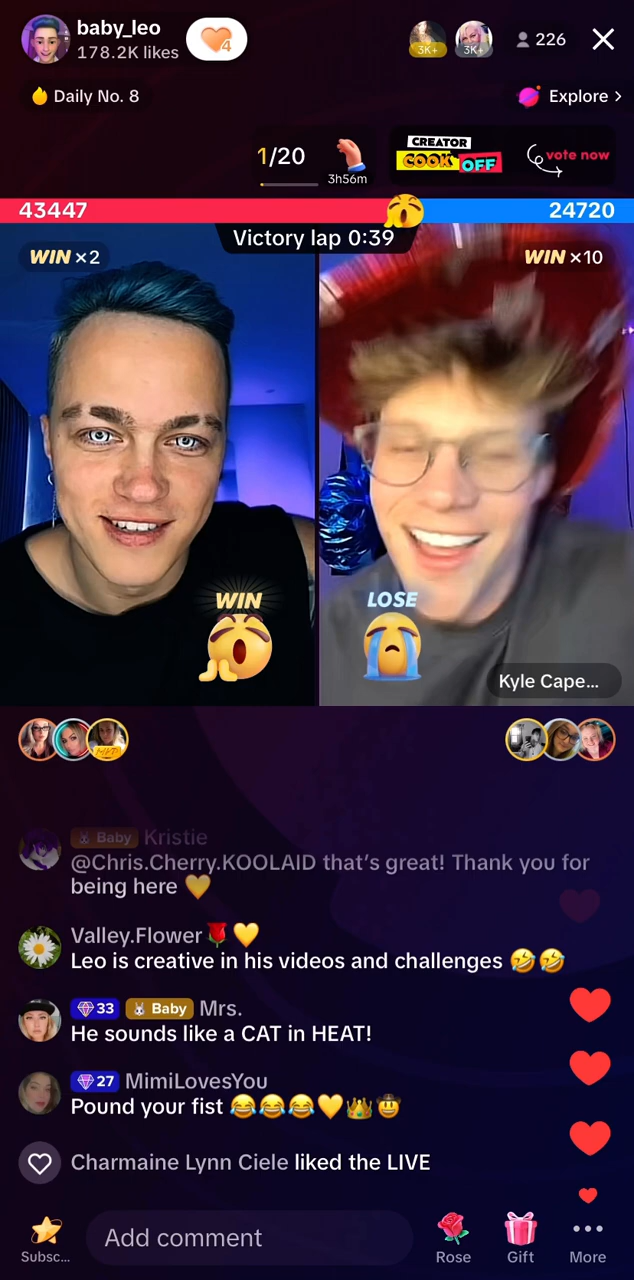 baby_leo
178.2K likes
4
3K+
3K+
226
Daily No. 8
Explore >
1/20
3h56m
CREATOR
COOK OFF
vote now
43447
24720
Victory lap 0:39
WIN ×2
WIN ×10
WIN
LOSE
Kyle Cape...
MVP
Baby Kristie
@Chris.Cherry.KOOLAID that's great! Thank you for
being here 💛
Valley.Flower🌹💛
Leo is creative in his videos and challenges 🤣🤣
33 Baby Mrs.
He sounds like a CAT in HEAT!
27 MimiLovesYou
Pound your fist 😂😂😂💛👑🤠
Charmaine Lynn Ciele liked the LIVE
Subsc...
Add comment
Rose
Gift
More